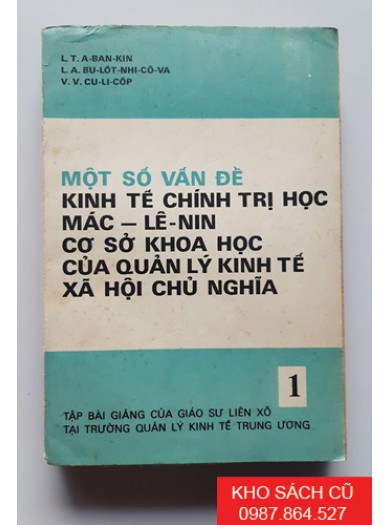 L. T. A-BAN-KIN
L. A. BU-LỐT-NHI-CÔ-VA
V. V. CU-LI-CỐP
MỘT SỐ VẤN ĐỀ
KINH TẾ CHÍNH TRỊ HỌC
MÁC – LÊ-NIN
CƠ SỞ KHOA HỌC
CỦA QUẢN LÝ KINH TẾ
XÃ HỘI CHỦ NGHĨA
1
TẬP BÀI GIẢNG CỦA GIÁO SƯ LIÊN XÔ
TẠI TRƯỜNG QUẢN LÝ KINH TẾ TRUNG ƯƠNG
KHO SÁCH CŨ
0987.864.527